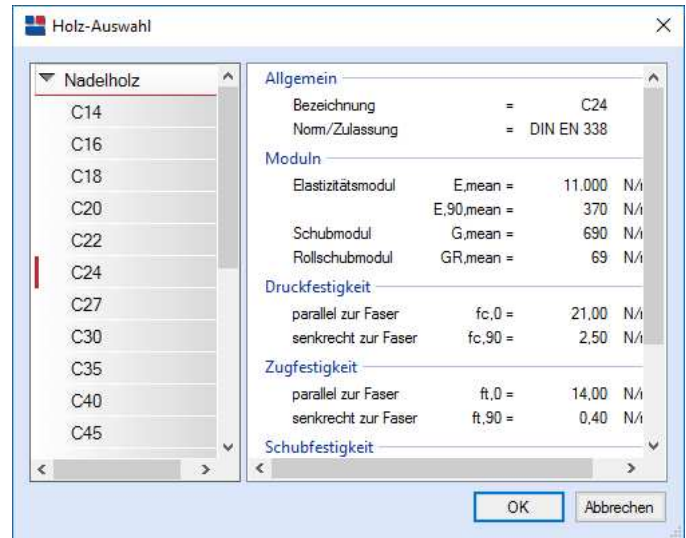 Holz-Auswahl
Nadelholz
C14
C16
C18
C20
C22
C24
C27
C30
C35
C40
C45
Allgemein
Bezeichnung = C24
Norm/Zulassung = DIN EN 338
Moduln
Elastizitätsmodul E,mean = 11.000
E,90,mean = 370
Schubmodul G,mean = 690
Rollschubmodul GR,mean = 69
Druckfestigkeit
parallel zur Faser fc,0 = 21,00
senkrecht zur Faser fc,90 = 2,50
Zugfestigkeit
parallel zur Faser ft,0 = 14,00
senkrecht zur Faser ft,90 = 0,40
Schubfestigkeit
OK Abbrechen